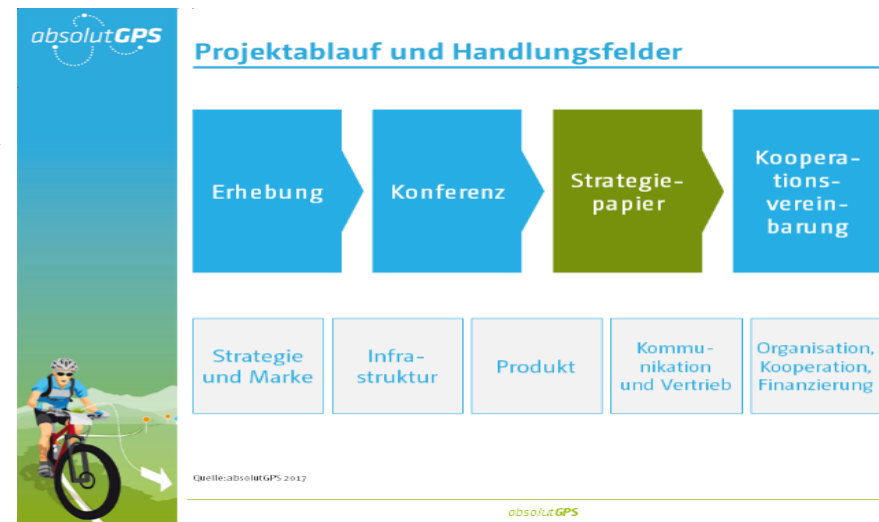 absolutGPS
Projektablauf und Handlungsfelder
Erhebung
Konferenz
Strategie-
papier
Koopera-
tions-
verein-
barung
Strategie
und Marke
Infra-
struktur
Produkt
Kommu-
nikation
und Vertrieb
Organisation,
Kooperation,
Finanzierung
Quelle:absolutGPS 2017
absolutGPS